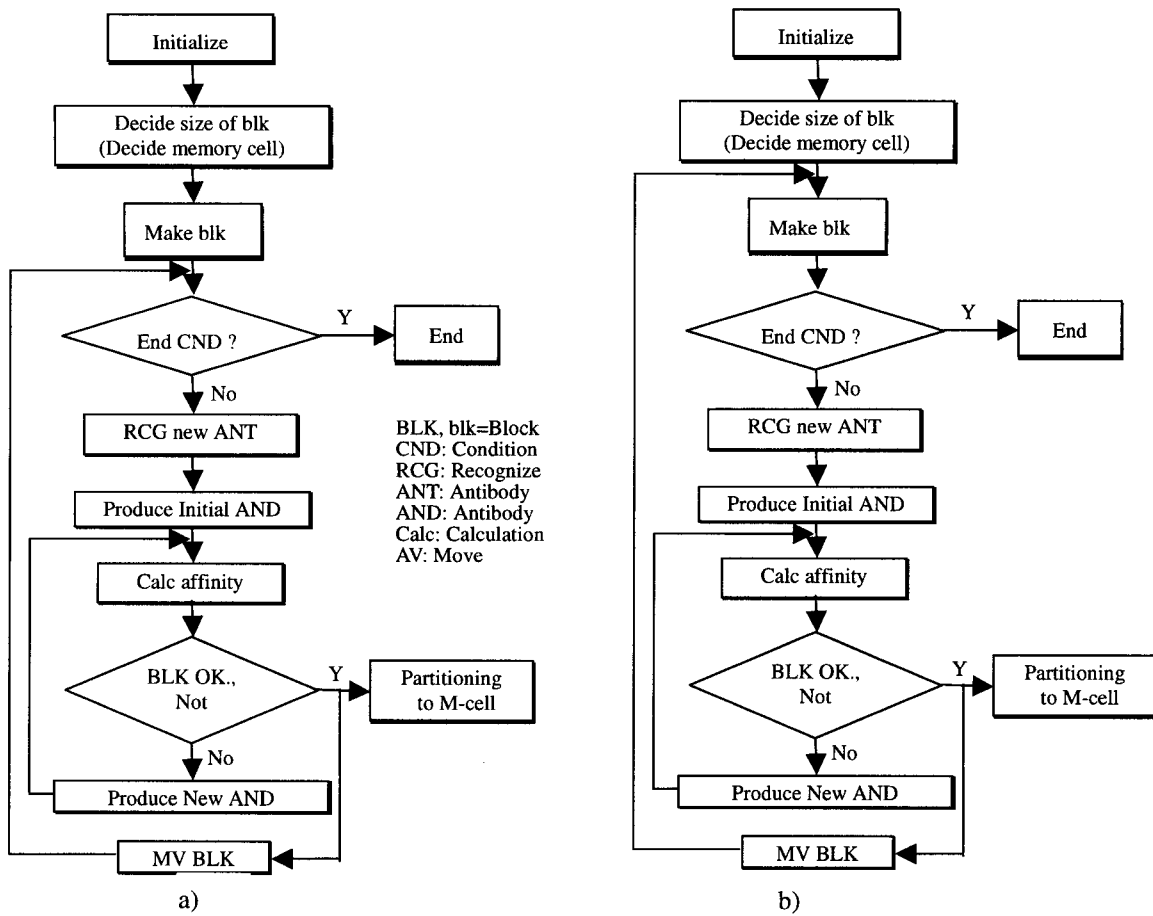 Initialize
Decide size of blk
(Decide memory cell)
Make blk
End CND ?
Y
End
No
RCG new ANT
Produce Initial AND
Calc affinity
BLK OK.,
Not
Y
Partitioning
to M-cell
No
Produce New AND
MV BLK
a)
BLK, blk=Block
CND: Condition
RCG: Recognize
ANT: Antibody
AND: Antibody
Calc: Calculation
AV: Move
Initialize
Decide size of blk
(Decide memory cell)
Make blk
End CND ?
Y
End
No
RCG new ANT
Produce Initial AND
Calc affinity
BLK OK.,
Not
Y
Partitioning
to M-cell
No
Produce New AND
MV BLK
b)